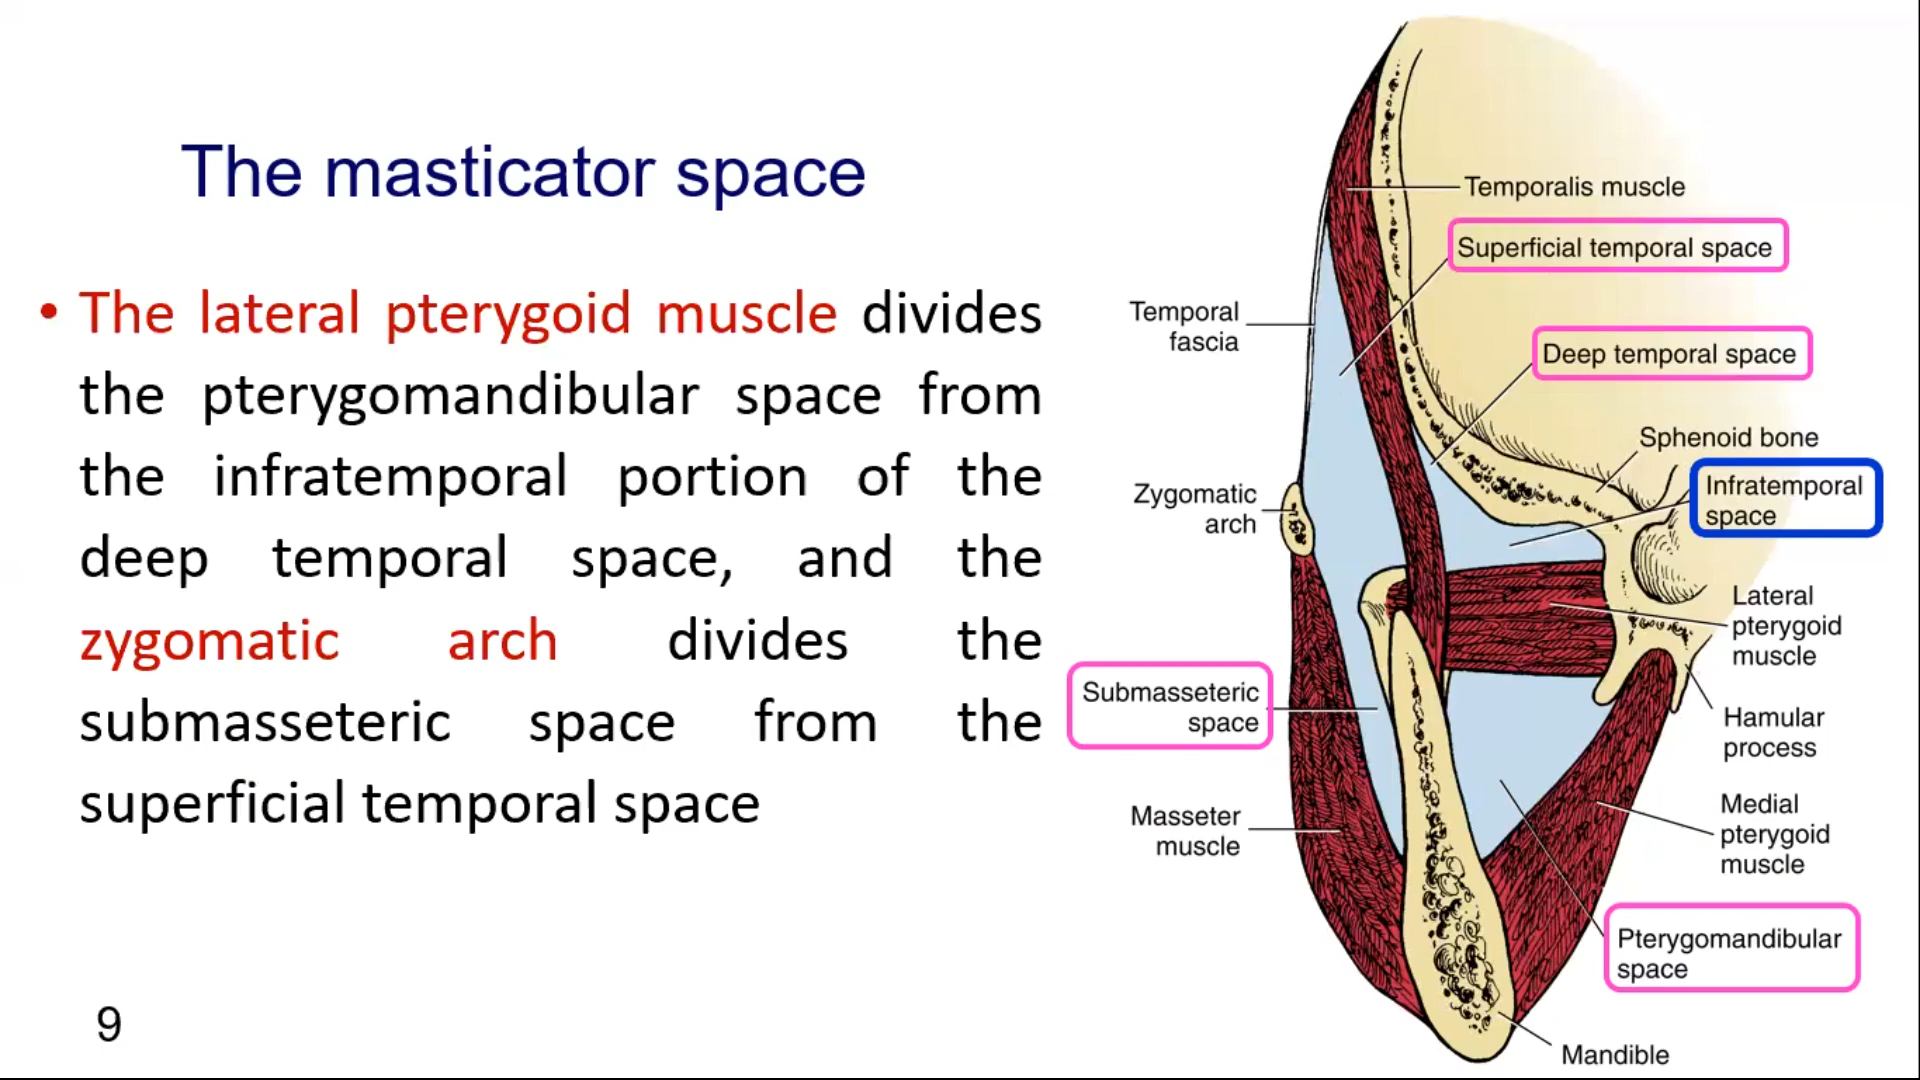 The masticator space
• The lateral pterygoid muscle divides
the pterygomandibular space from
the infratemporal portion of the
deep temporal space, and the
zygomatic arch divides the
submasseteric space from the
superficial temporal space
9
Temporalis muscle
Superficial temporal space
Temporal
fascia
Deep temporal space
Sphenoid bone
Infratemporal
space
Zygomatic
arch
Lateral
pterygoid
muscle
Submasseteric
space
Hamular
process
Masseter
muscle
Medial
pterygoid
muscle
Pterygomandibular
space
Mandible